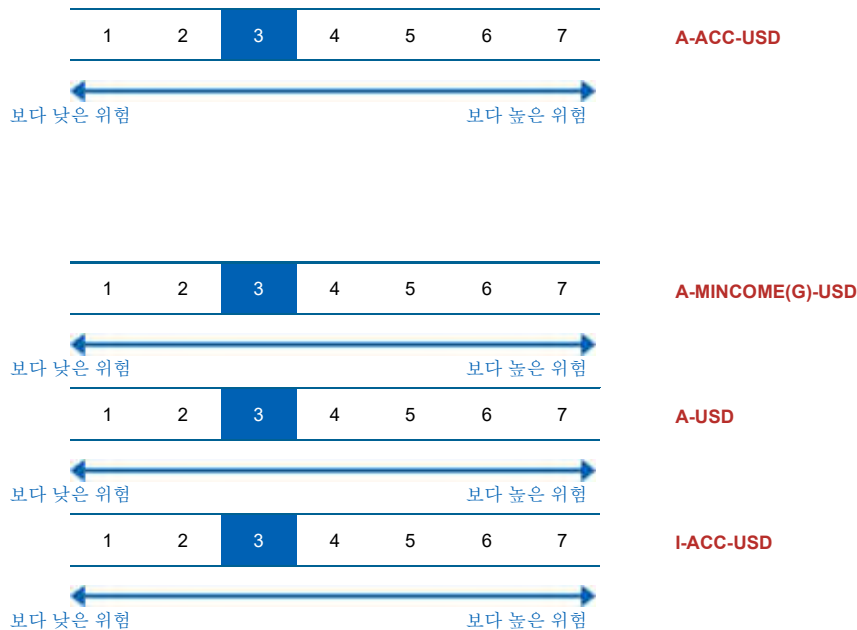 1 2 3 4 5 6 7 A-ACC-USD
보다 낮은 위험 보다 높은 위험
1 2 3 4 5 6 7 A-MINCOME(G)-USD
보다 낮은 위험 보다 높은 위험
1 2 3 4 5 6 7 A-USD
보다 낮은 위험 보다 높은 위험
1 2 3 4 5 6 7 I-ACC-USD
보다 낮은 위험 보다 높은 위험